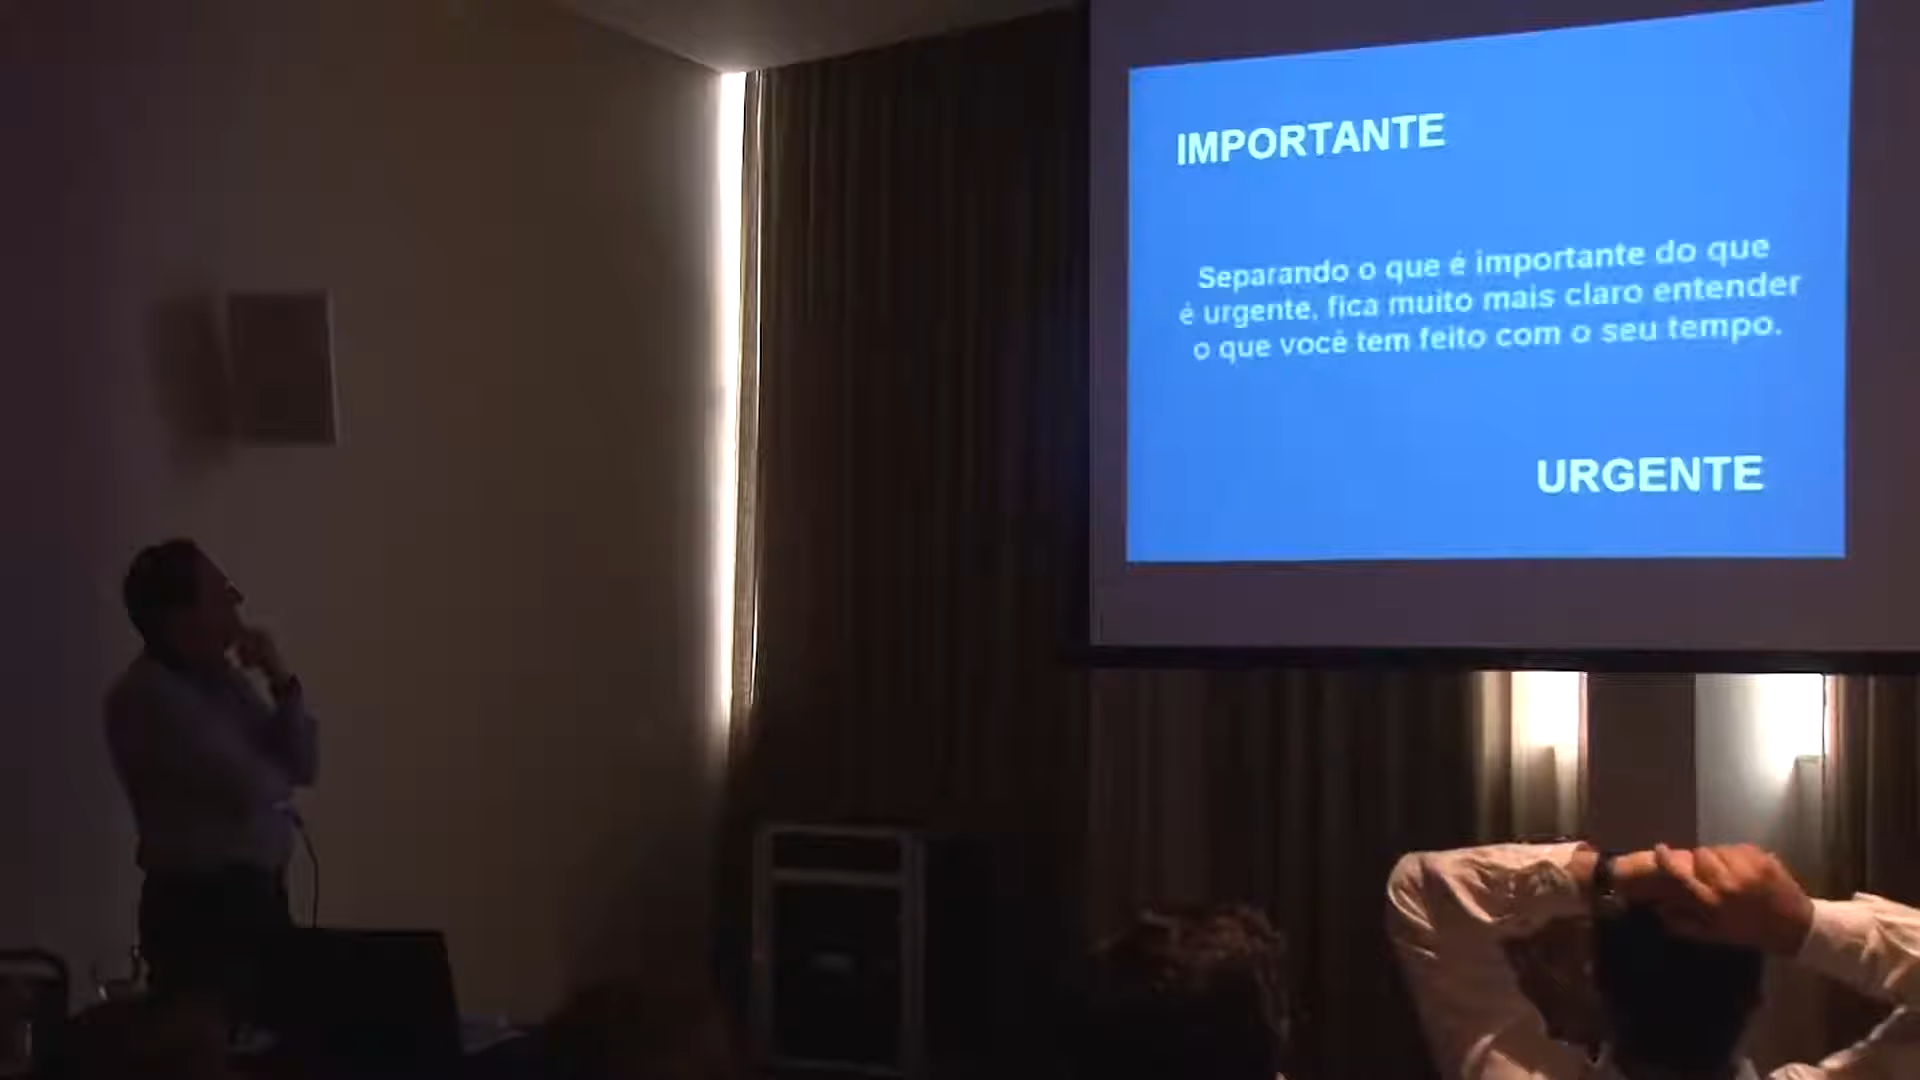 IMPORTANTE
Separando o que é importante do que
é urgente, fica muito mais claro entender
o que você tem feito com o seu tempo.
URGENTE